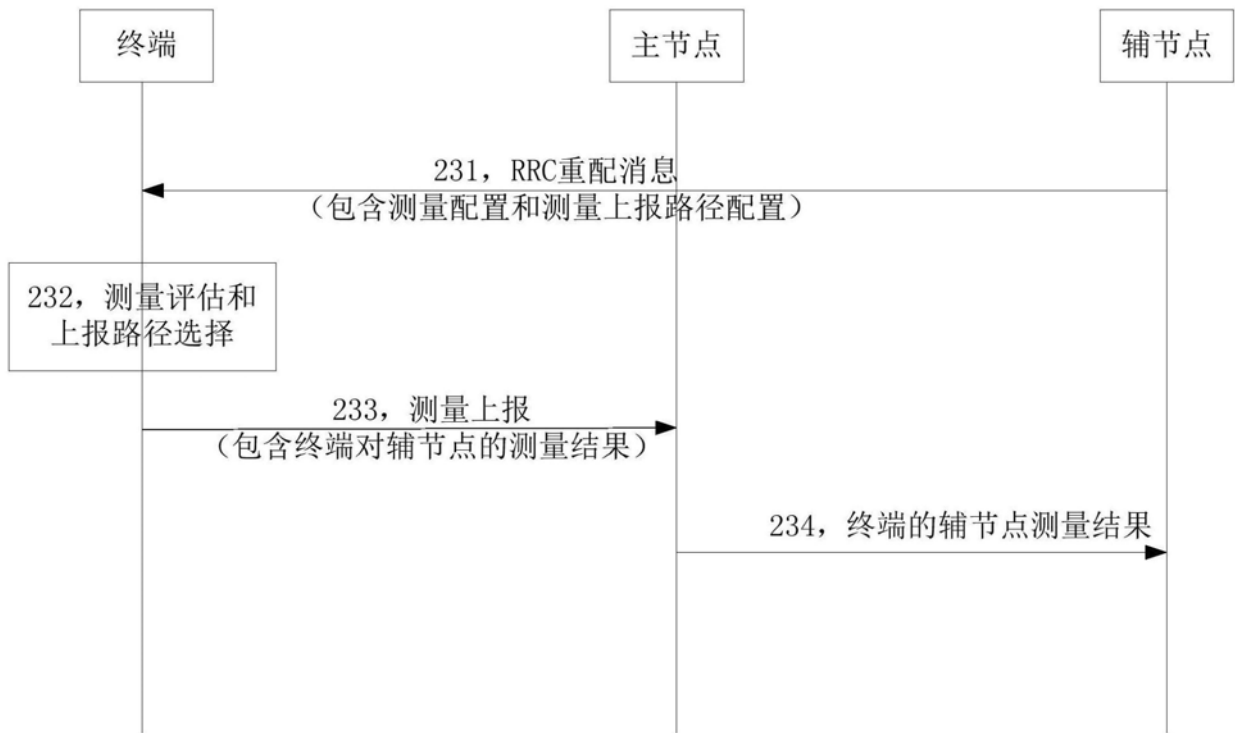 终端
主节点
辅节点
231，RRC重配消息
（包含测量配置和测量上报路径配置）
232，测量评估和
上报路径选择
233，测量上报
（包含终端对辅节点的测量结果）
234，终端的辅节点测量结果